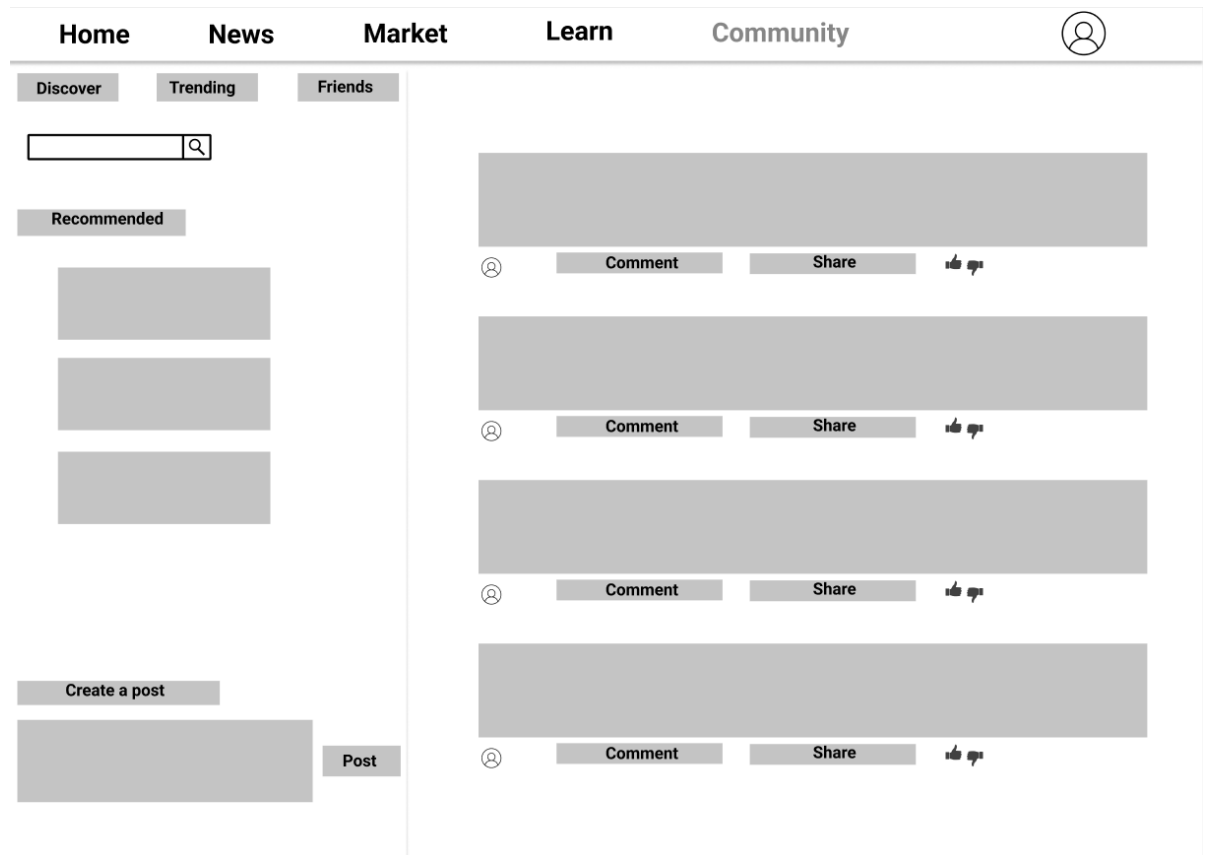 Home News Market Learn Community
Discover Trending Friends
Recommended
Create a post
Post
Comment Share
Comment Share
Comment Share
Comment Share